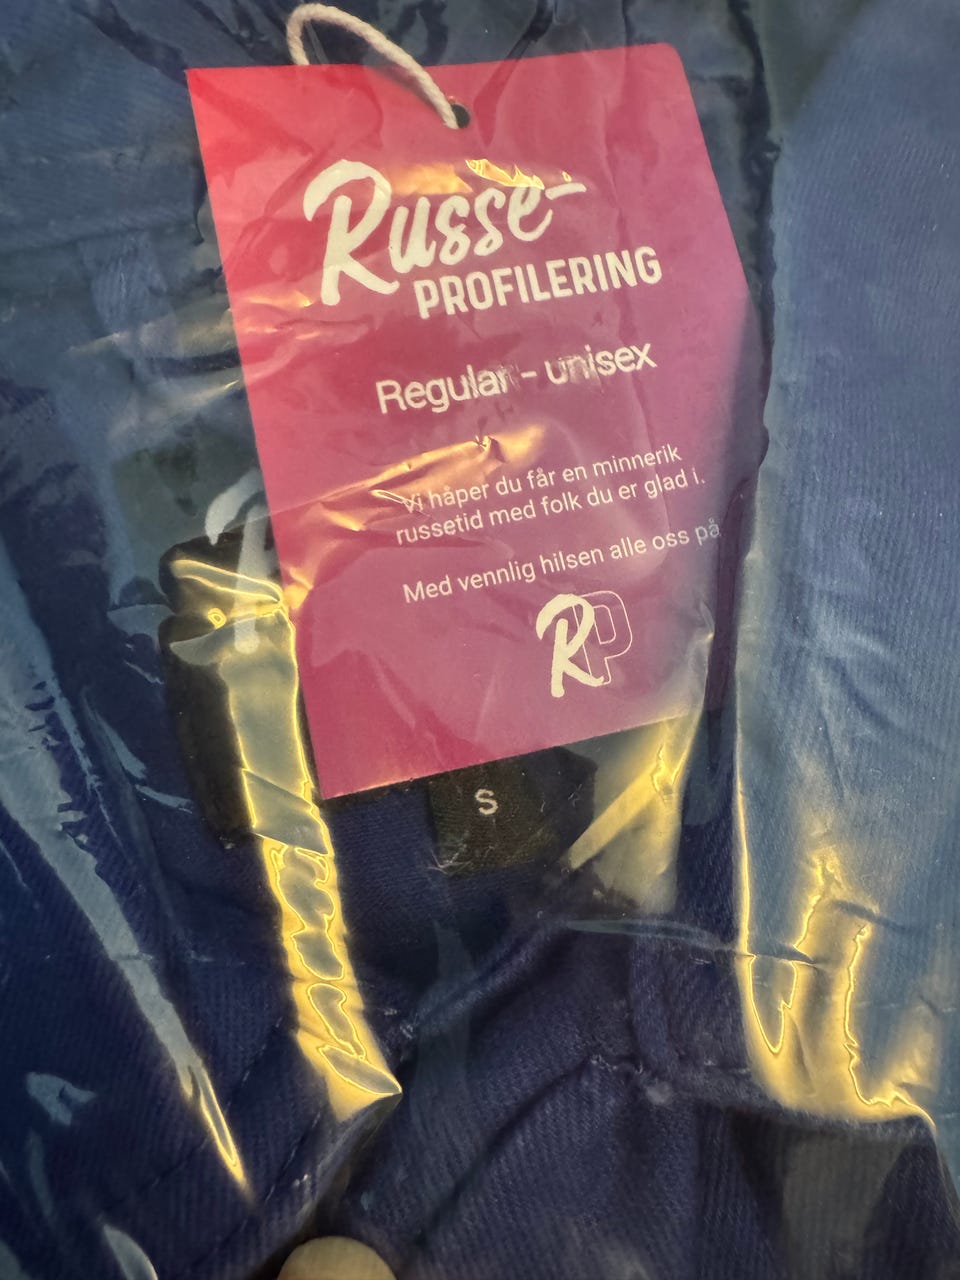 Russe-
PROFILERING
Regular - unisex
Vi håper du får en minnerik
russetid med folk du er glad i.
Med vennlig hilsen alle oss på
RP
S